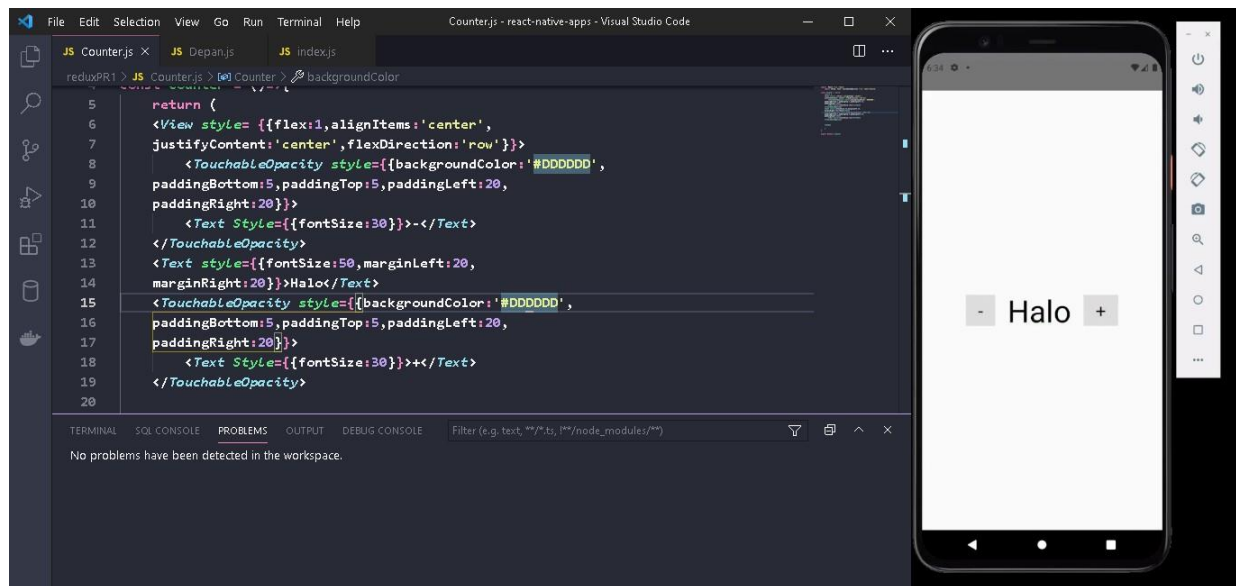 File Edit Selection View Go Run Terminal Help Counter.js - react-native-apps - Visual Studio Code
JS Counter.js × JS Depan.js JS index.js
reduxPR1 > JS Counter.js > Counter > backgroundColor
5 return (
6 <View style= {{flex:1,alignItems:'center',
7 justifyContent:'center',flexDirection:'row'}}>
8 <TouchableOpacity style={{backgroundColor:'#DDDDDD',
9 paddingBottom:5,paddingTop:5,paddingLeft:20,
10 paddingRight:20}}>
11 <Text Style={{fontSize:30}}>-</Text>
12 </TouchableOpacity>
13 <Text style={{fontSize:50,marginLeft:20,
14 marginRight:20}}>Halo</Text>
15 <TouchableOpacity style={{backgroundColor:'#DDDDDD',
16 paddingBottom:5,paddingTop:5,paddingLeft:20,
17 paddingRight:20}}>
18 <Text Style={{fontSize:30}}>+</Text>
19 </TouchableOpacity>
20
TERMINAL SQL CONSOLE PROBLEMS OUTPUT DEBUG CONSOLE Filter (e.g. text, **/*.ts, !**/node_modules/**)
No problems have been detected in the workspace.
6:34
- Halo +